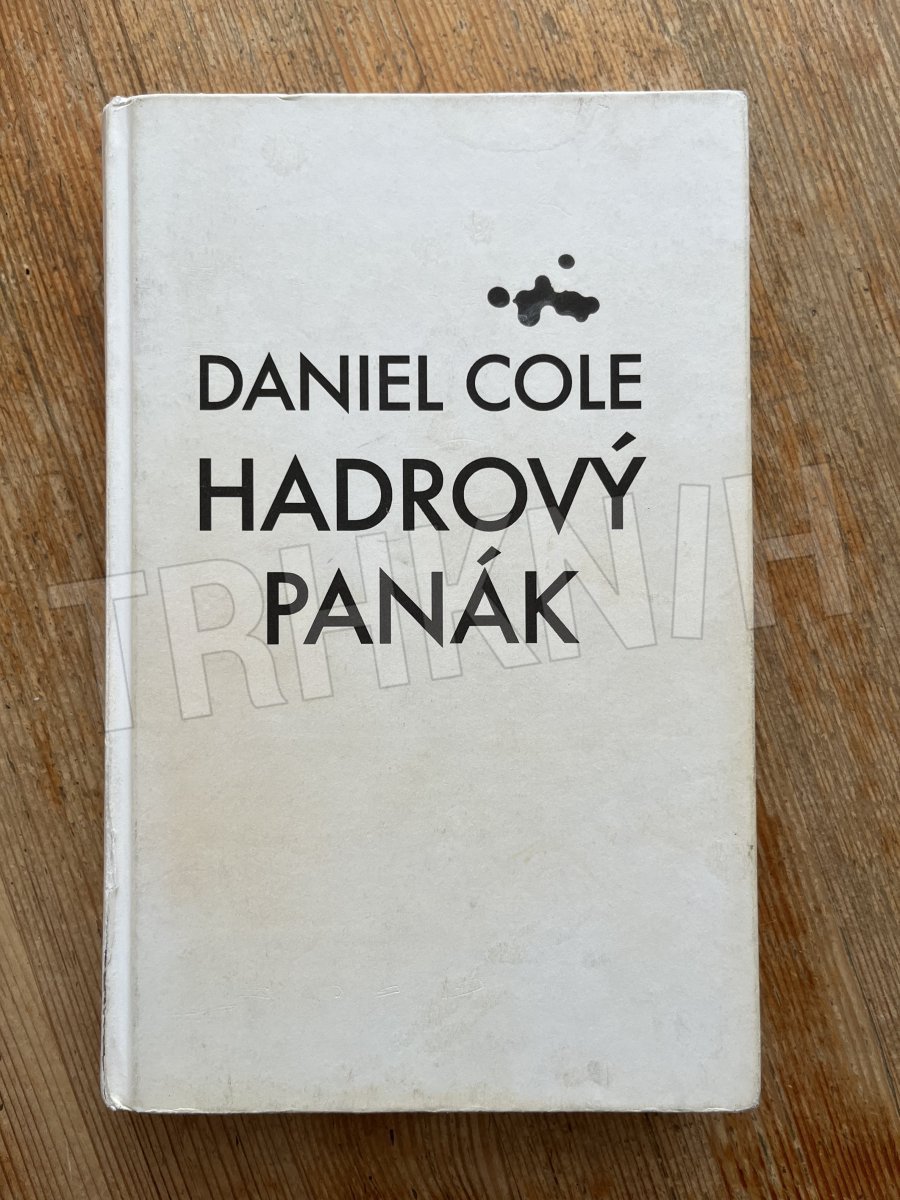 DANIEL COLE
HADROVÝ
PANÁK
TRHKNIH